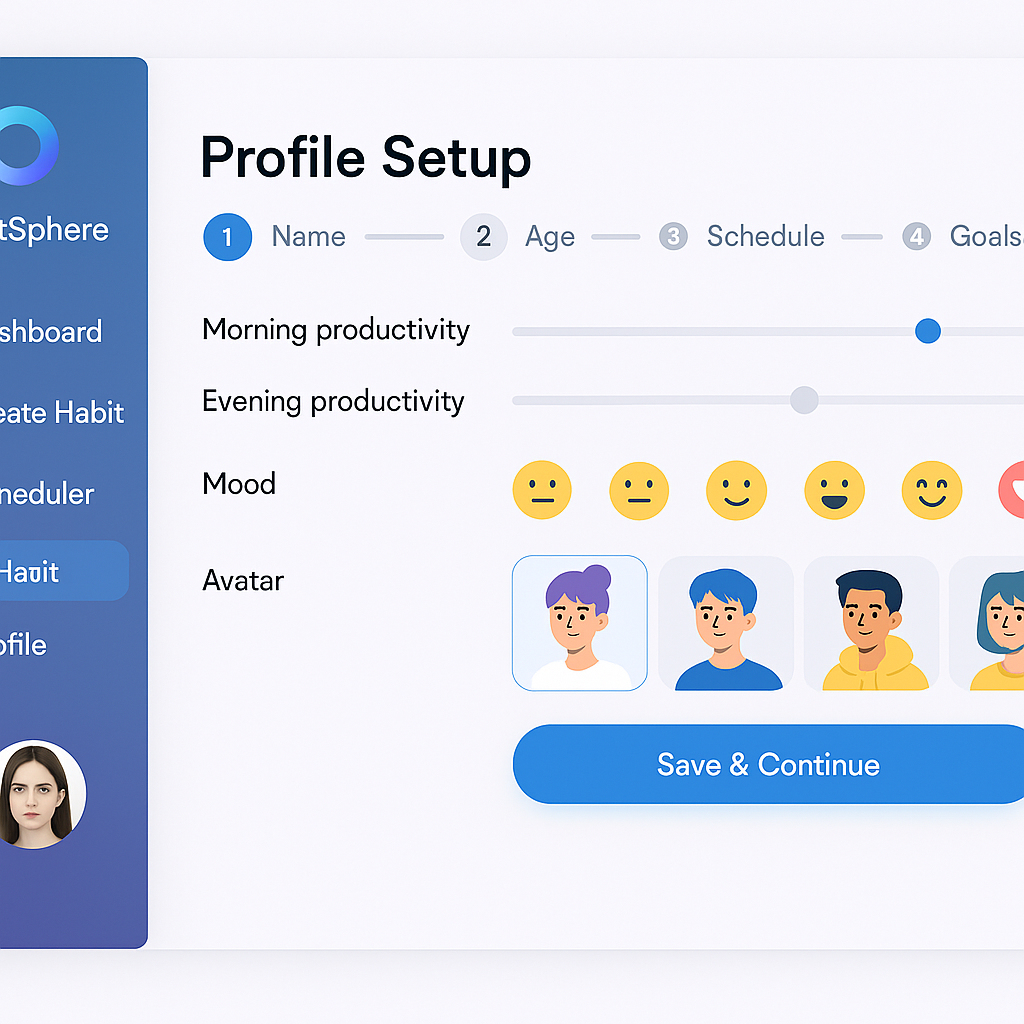 tSphere
shboard
eate Habit
neduler
ofile
Profile Setup
1 Name 2 Age 3 Schedule 4 Goals
Morning productivity
Evening productivity
Mood
Avatar
Save & Continue